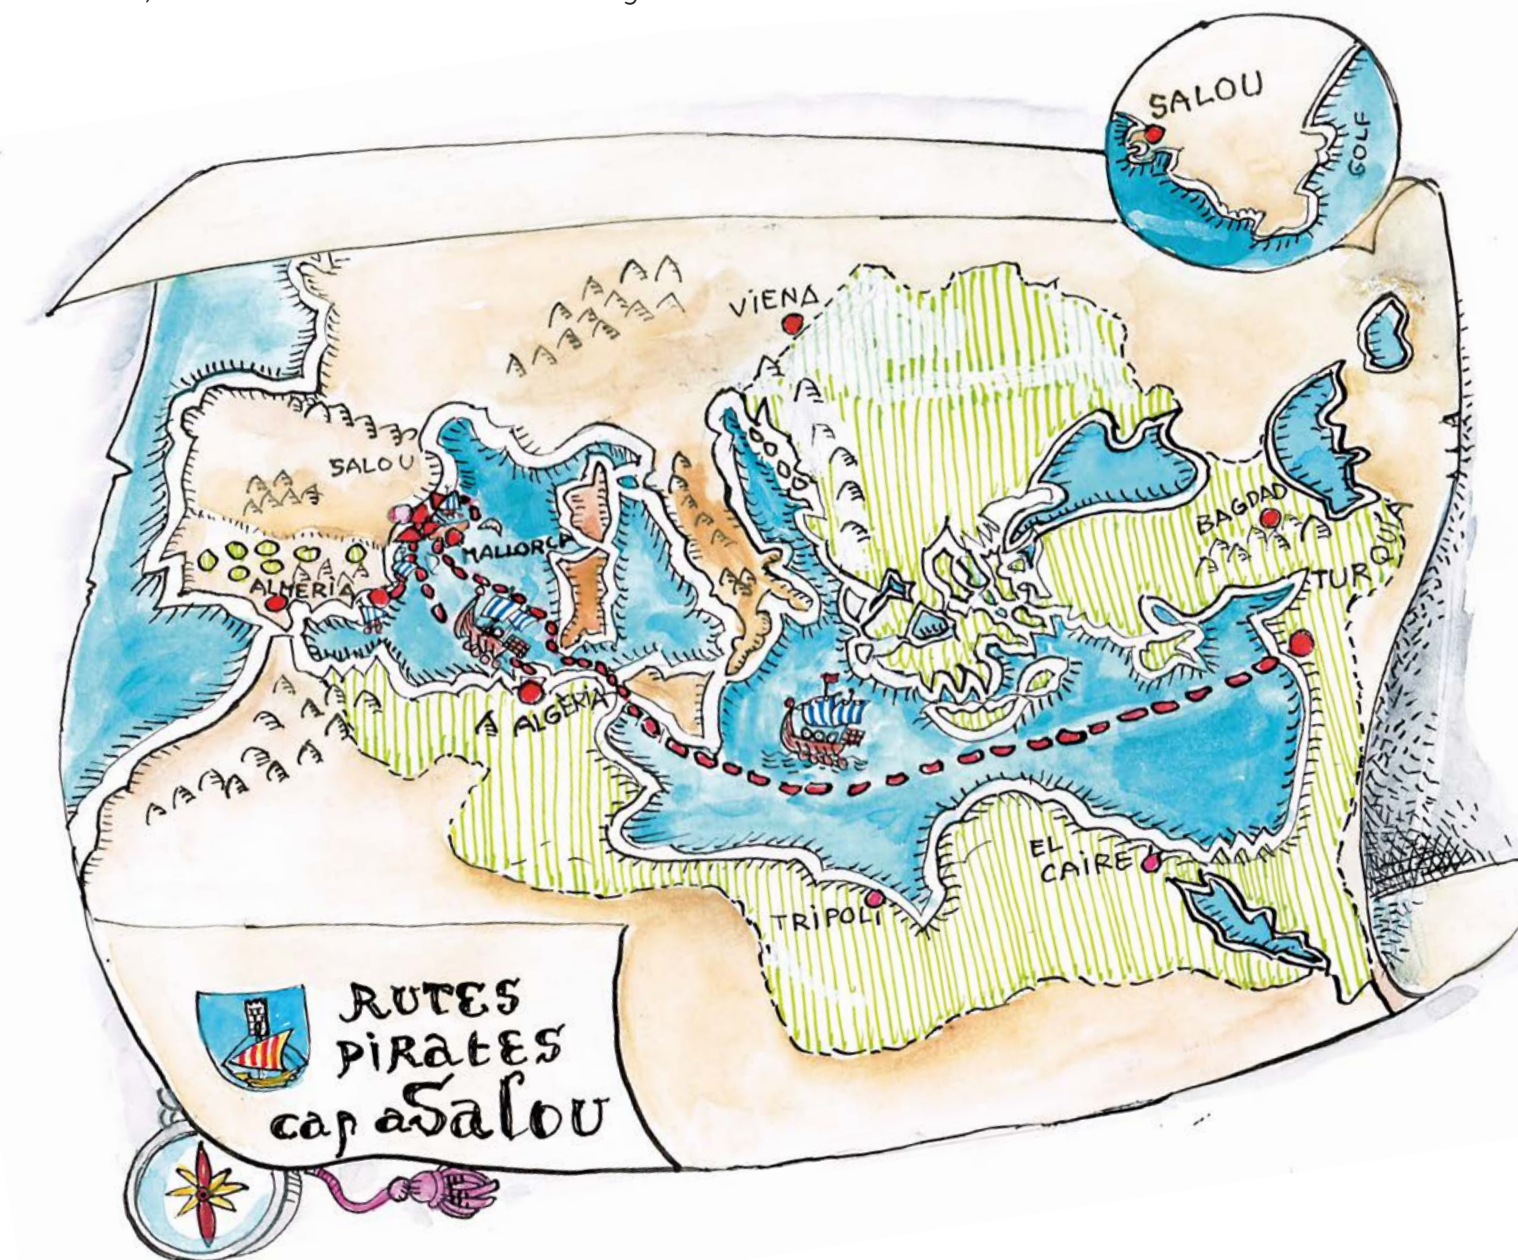 SALOU
GOLF
VIENA
SALOU
MALLORCA
ALMERIA
BAGDAD
TURQUIA
ALGERIA
EL
CAIRE
TRIPOLI
RUTES
PIRATES
cap a Salou